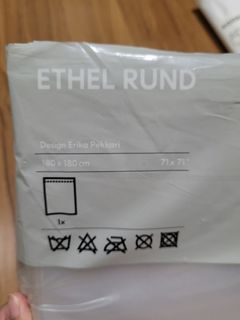 ETHEL RUND
Design Erika Pekkari
180 x 180 cm 71 x 71"
1x